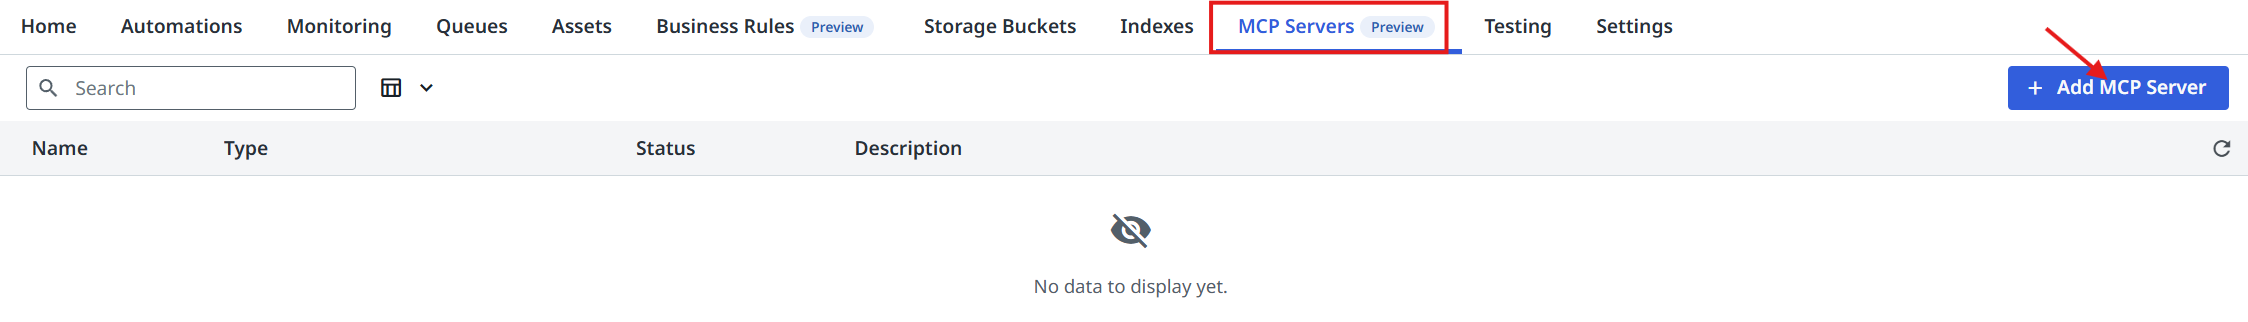 Home Automations Monitoring Queues Assets Business Rules Preview Storage Buckets Indexes MCP Servers Preview Testing Settings
Search + Add MCP Server
Name Type Status Description
No data to display yet.